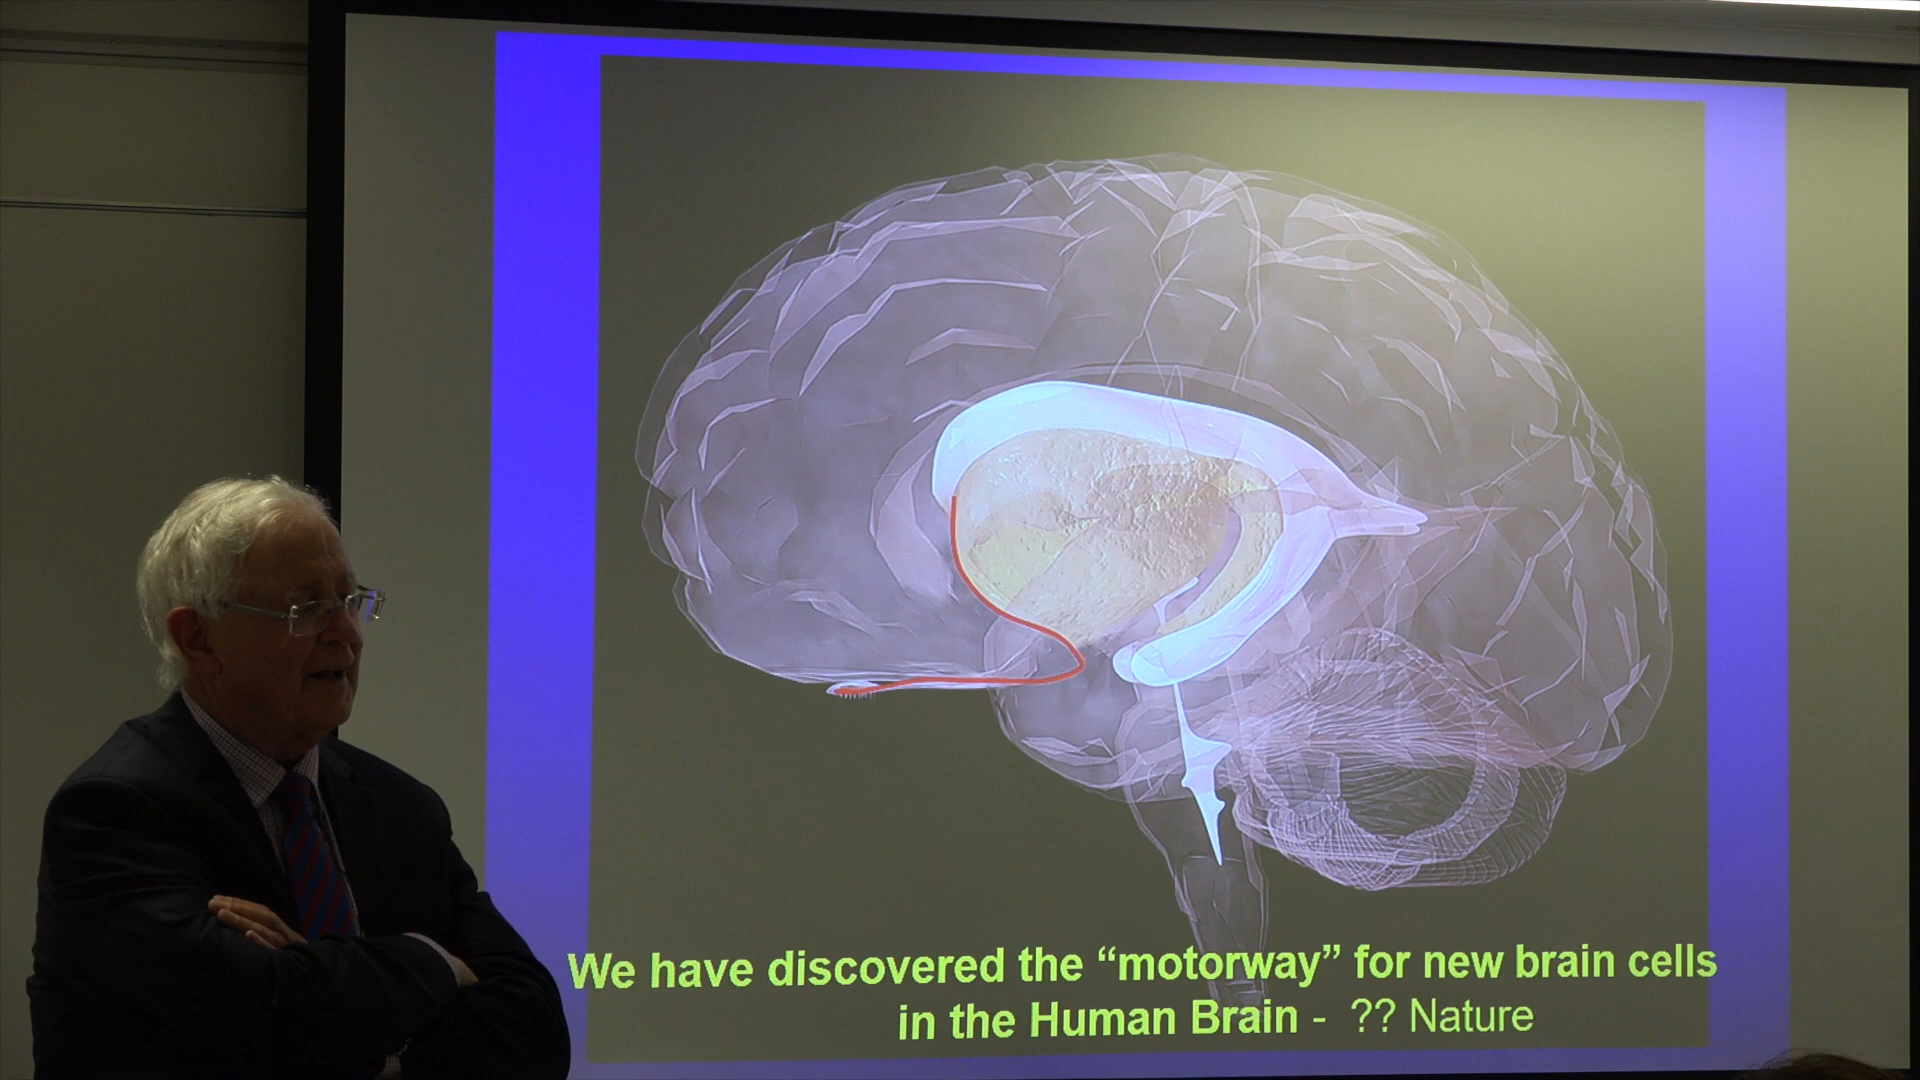 We have discovered the “motorway” for new brain cells
in the Human Brain - ?? Nature